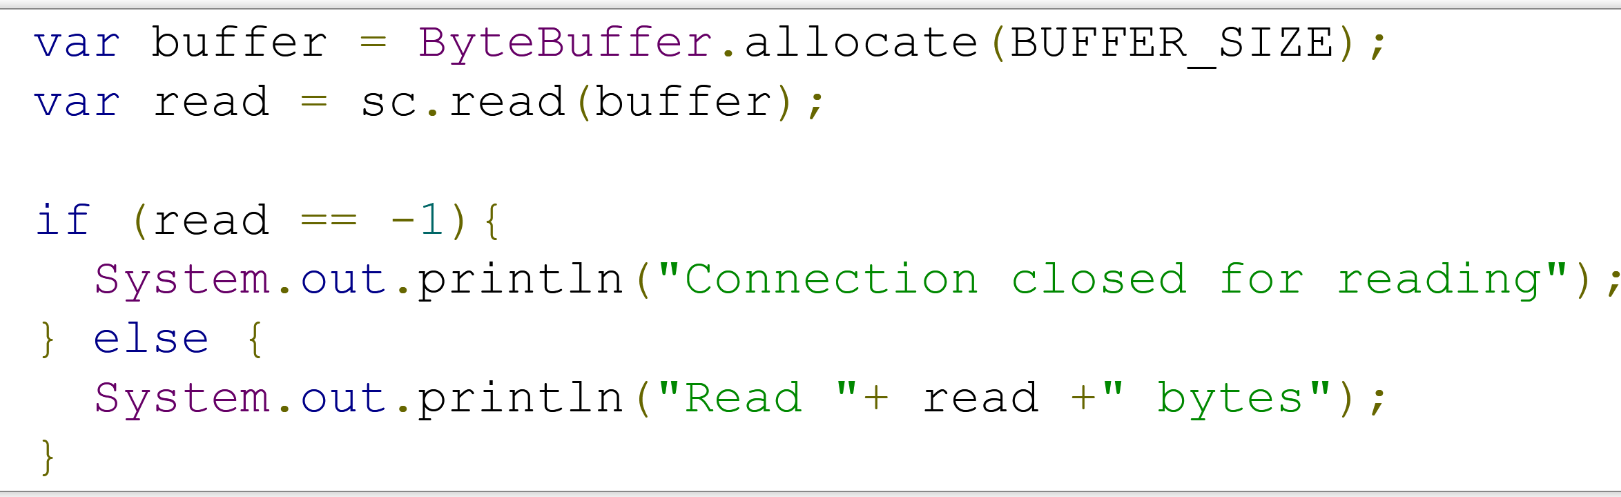 var buffer = ByteBuffer.allocate(BUFFER_SIZE);
var read = sc.read(buffer);

if (read == -1){
  System.out.println("Connection closed for reading");
} else {
  System.out.println("Read "+ read +" bytes");
}